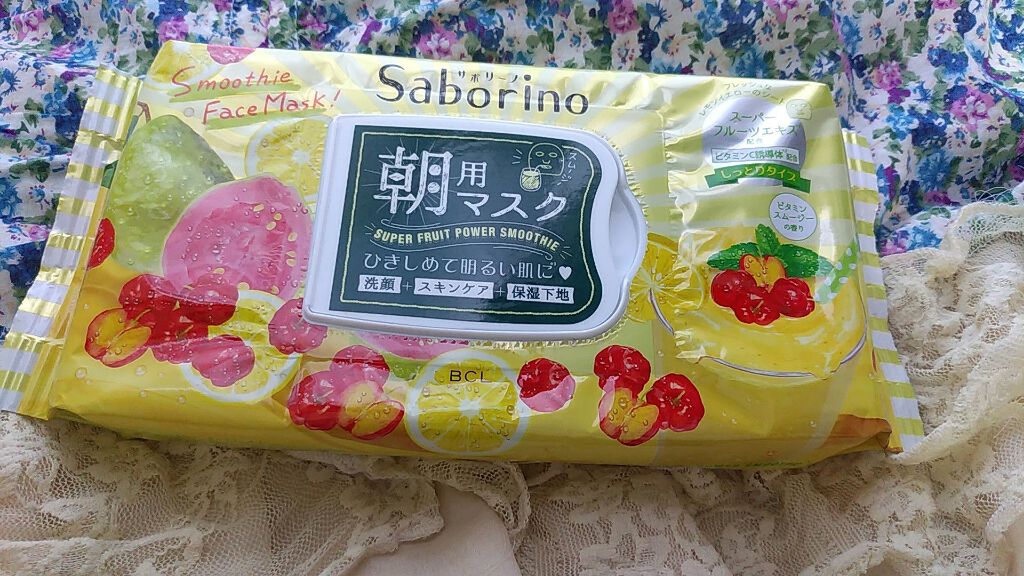 Smoothie
Face Mask!
サボリーノ
Saborino
朝用
マスク
SUPER FRUIT POWER SMOOTHIE
ひきしめて明るい肌に♥
洗顔+スキンケア+保湿下地
BCL
スーパー
フルーツエキス
配合
ビタミンC誘導体 配合
しっとりタイプ
ビタミン
スムージー
の香り